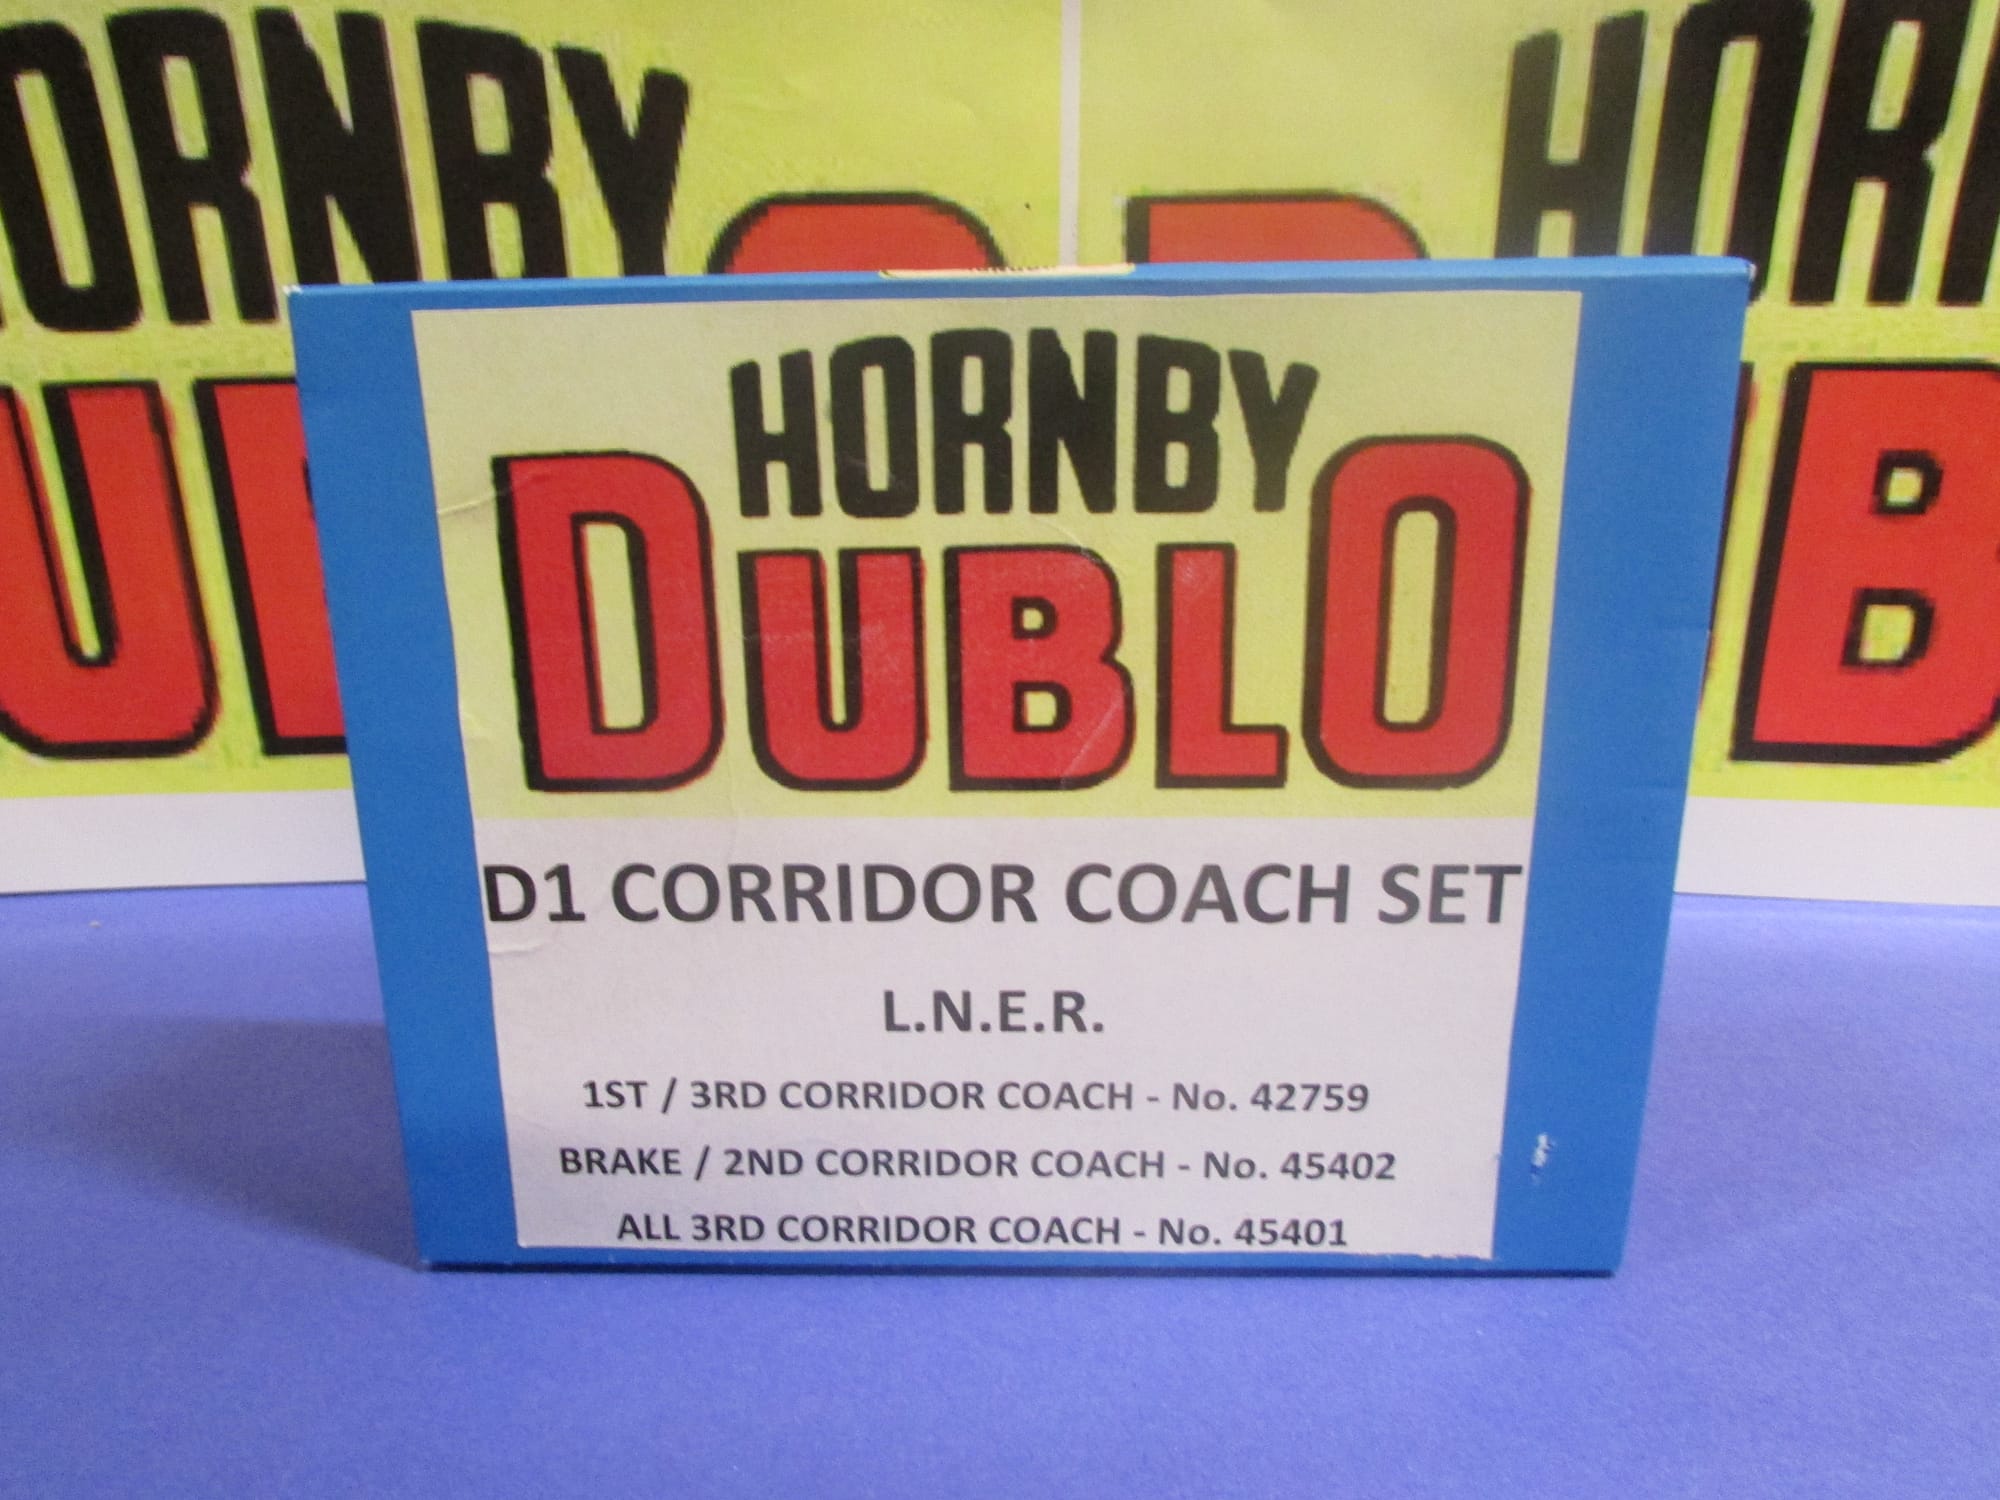 HORNBY
DUBLO
D1 CORRIDOR COACH SET
L.N.E.R.
1ST / 3RD CORRIDOR COACH - No. 42759
BRAKE / 2ND CORRIDOR COACH - No. 45402
ALL 3RD CORRIDOR COACH - No. 45401